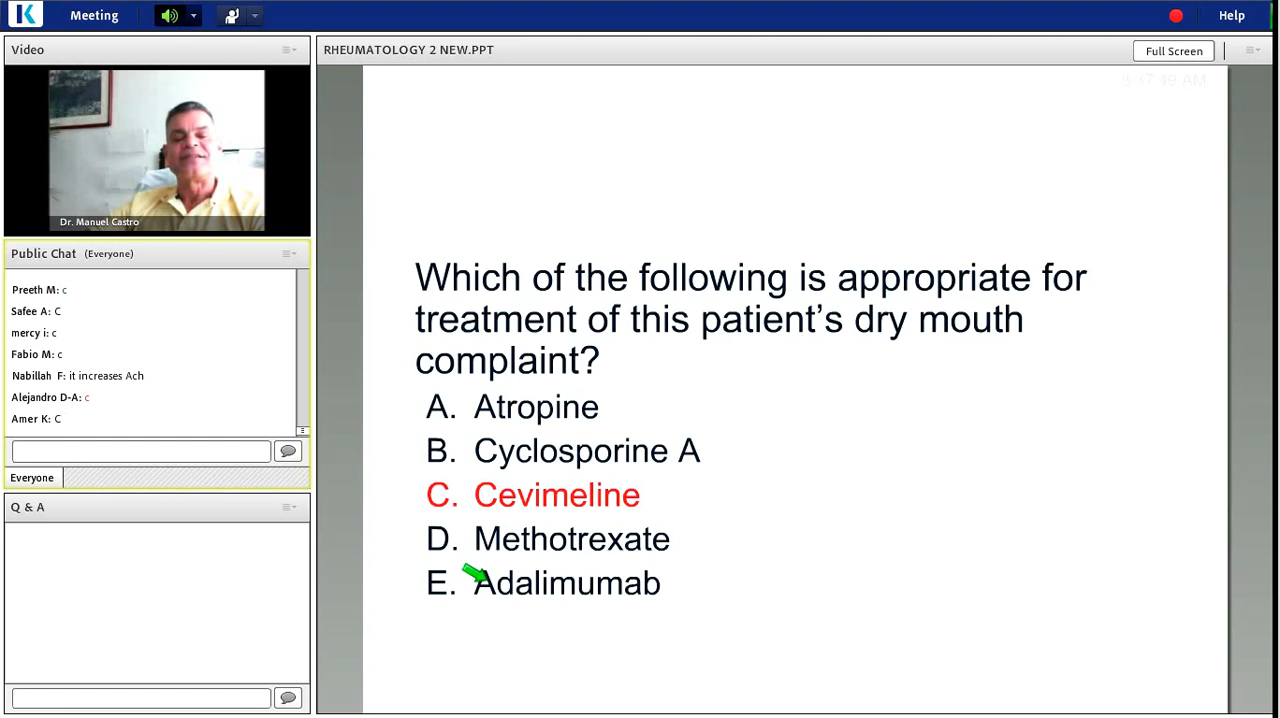 K Meeting Help
Video
Dr. Manuel Castro
Public Chat (Everyone)
Preeth M: c
Safee A: C
mercy i: c
Fabio M: c
Nabillah F: it increases Ach
Alejandro D-A: c
Amer K: C
Everyone
Q & A
RHEUMATOLOGY 2 NEW.PPT
Full Screen
Which of the following is appropriate for
treatment of this patient’s dry mouth
complaint?
A. Atropine
B. Cyclosporine A
C. Cevimeline
D. Methotrexate
E. Adalimumab